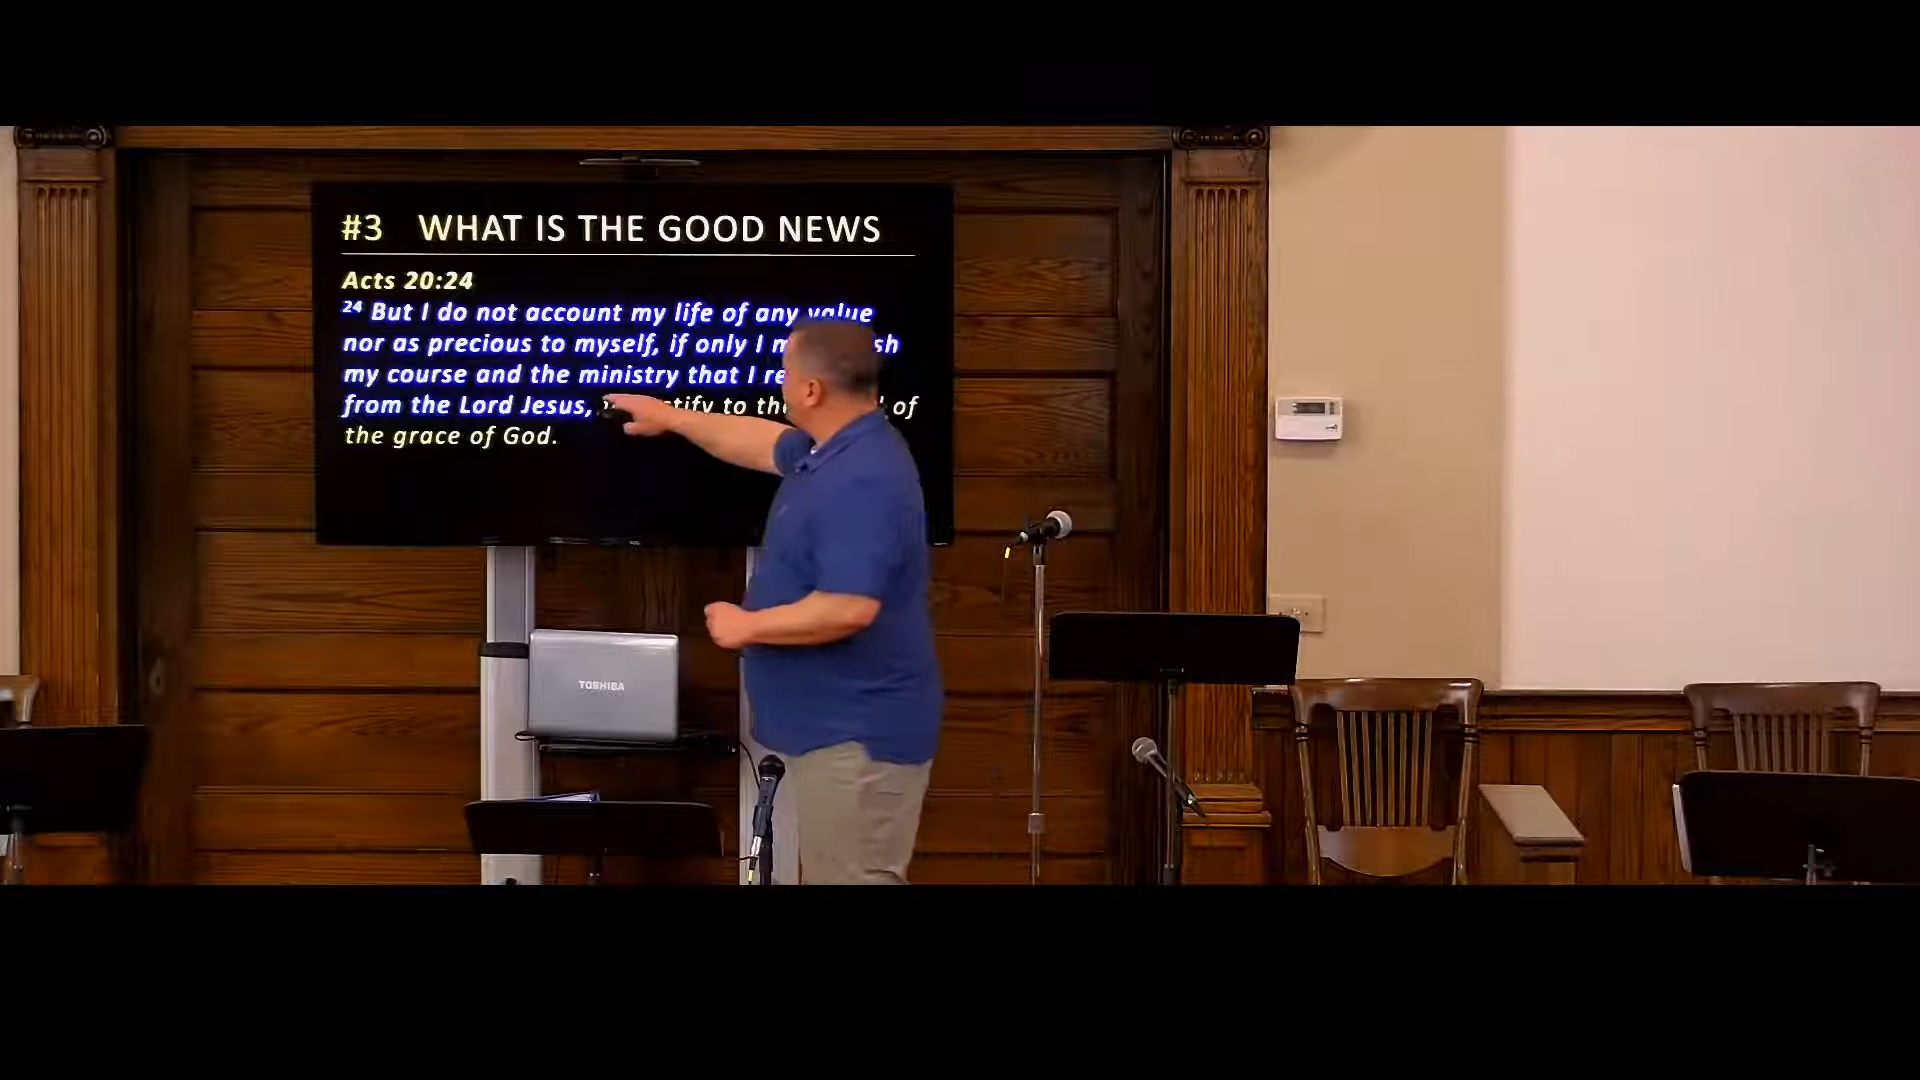 #3 WHAT IS THE GOOD NEWS
Acts 20:24
24 But I do not account my life of any value
nor as precious to myself, if only I
my course and the ministry that I
from the Lord Jesus, to of
the grace of God.
TOSHIBA